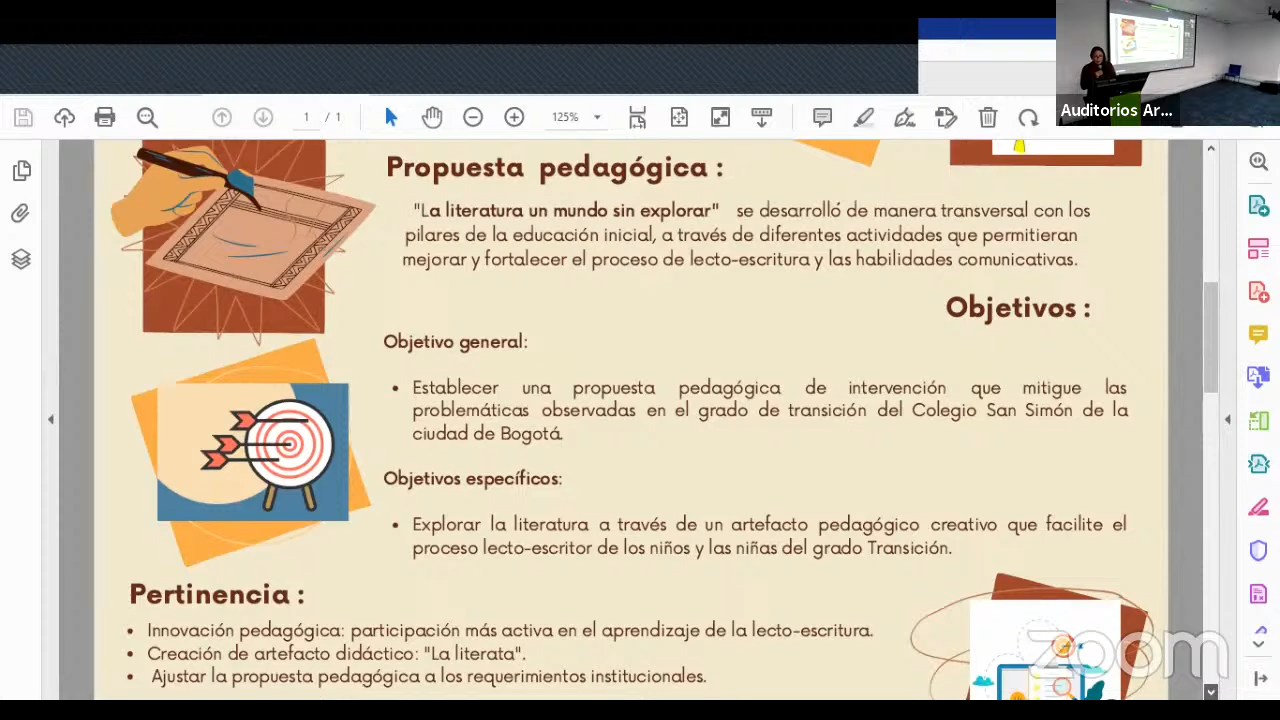 Auditorios Ar...
1 / 1
125%
Propuesta pedagógica :
"La literatura un mundo sin explorar" se desarrolló de manera transversal con los
pilares de la educación inicial, a través de diferentes actividades que permitieran
mejorar y fortalecer el proceso de lecto-escritura y las habilidades comunicativas.
Objetivos :
Objetivo general:
• Establecer una propuesta pedagógica de intervención que mitigue las
problemáticas observadas en el grado de transición del Colegio San Simón de la
ciudad de Bogotá.
Objetivos específicos:
• Explorar la literatura a través de un artefacto pedagógico creativo que facilite el
proceso lecto-escritor de los niños y las niñas del grado Transición.
Pertinencia :
• Innovación pedagógica: participación más activa en el aprendizaje de la lecto-escritura.
• Creación de artefacto didáctico: "La literata".
• Ajustar la propuesta pedagógica a los requerimientos institucionales.
zoom